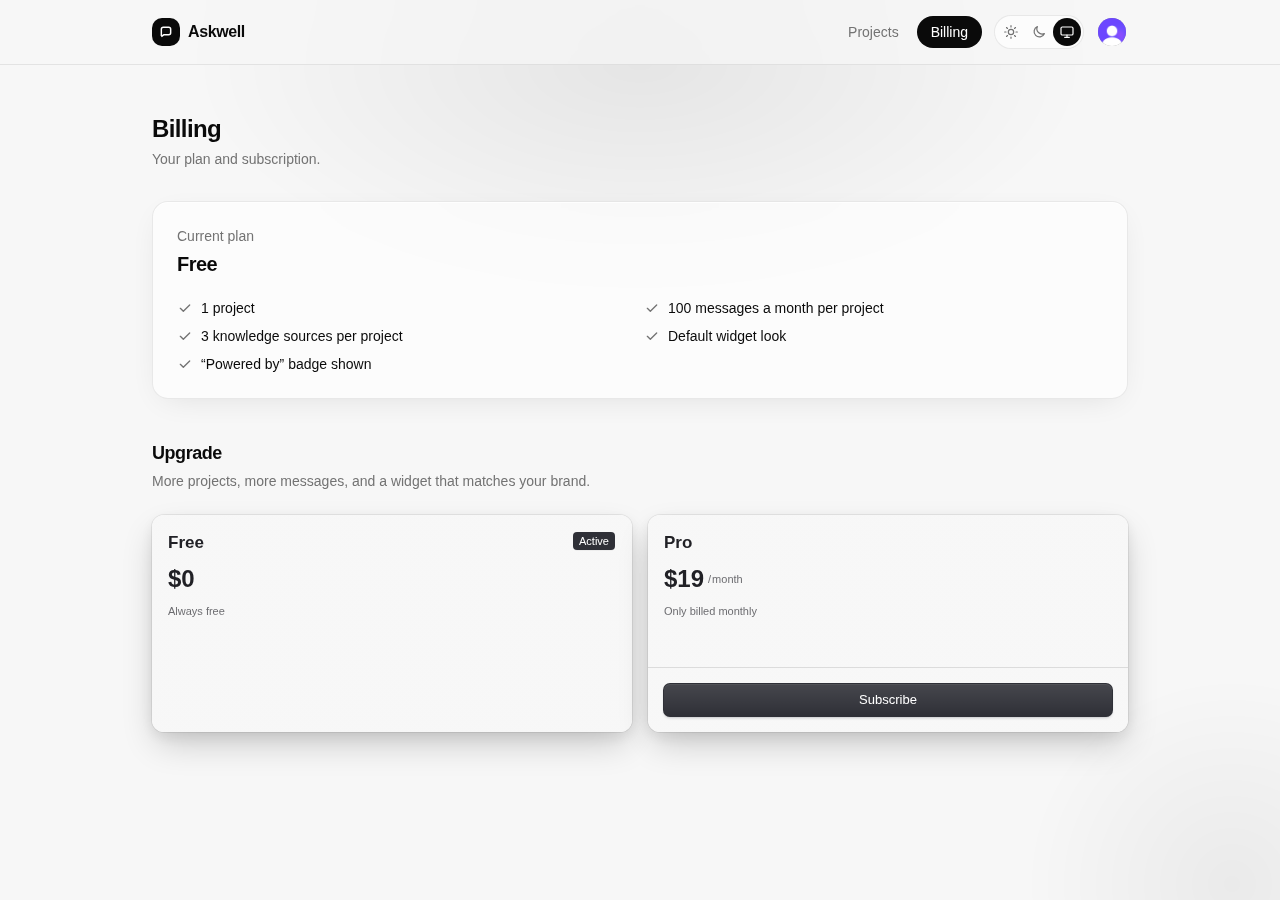 Askwell
Projects
Billing
Billing
Your plan and subscription.
Current plan
Free
1 project
100 messages a month per project
3 knowledge sources per project
Default widget look
“Powered by” badge shown
Upgrade
More projects, more messages, and a widget that matches your brand.
Free
Active
$0
Always free
Pro
$19 /month
Only billed monthly
Subscribe